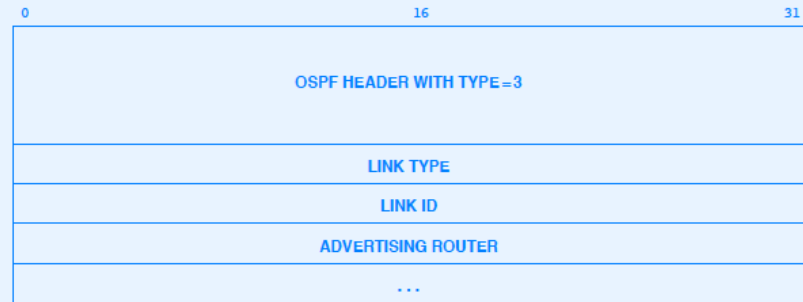 0 16 31
OSPF HEADER WITH TYPE=3
LINK TYPE
LINK ID
ADVERTISING ROUTER
. . .